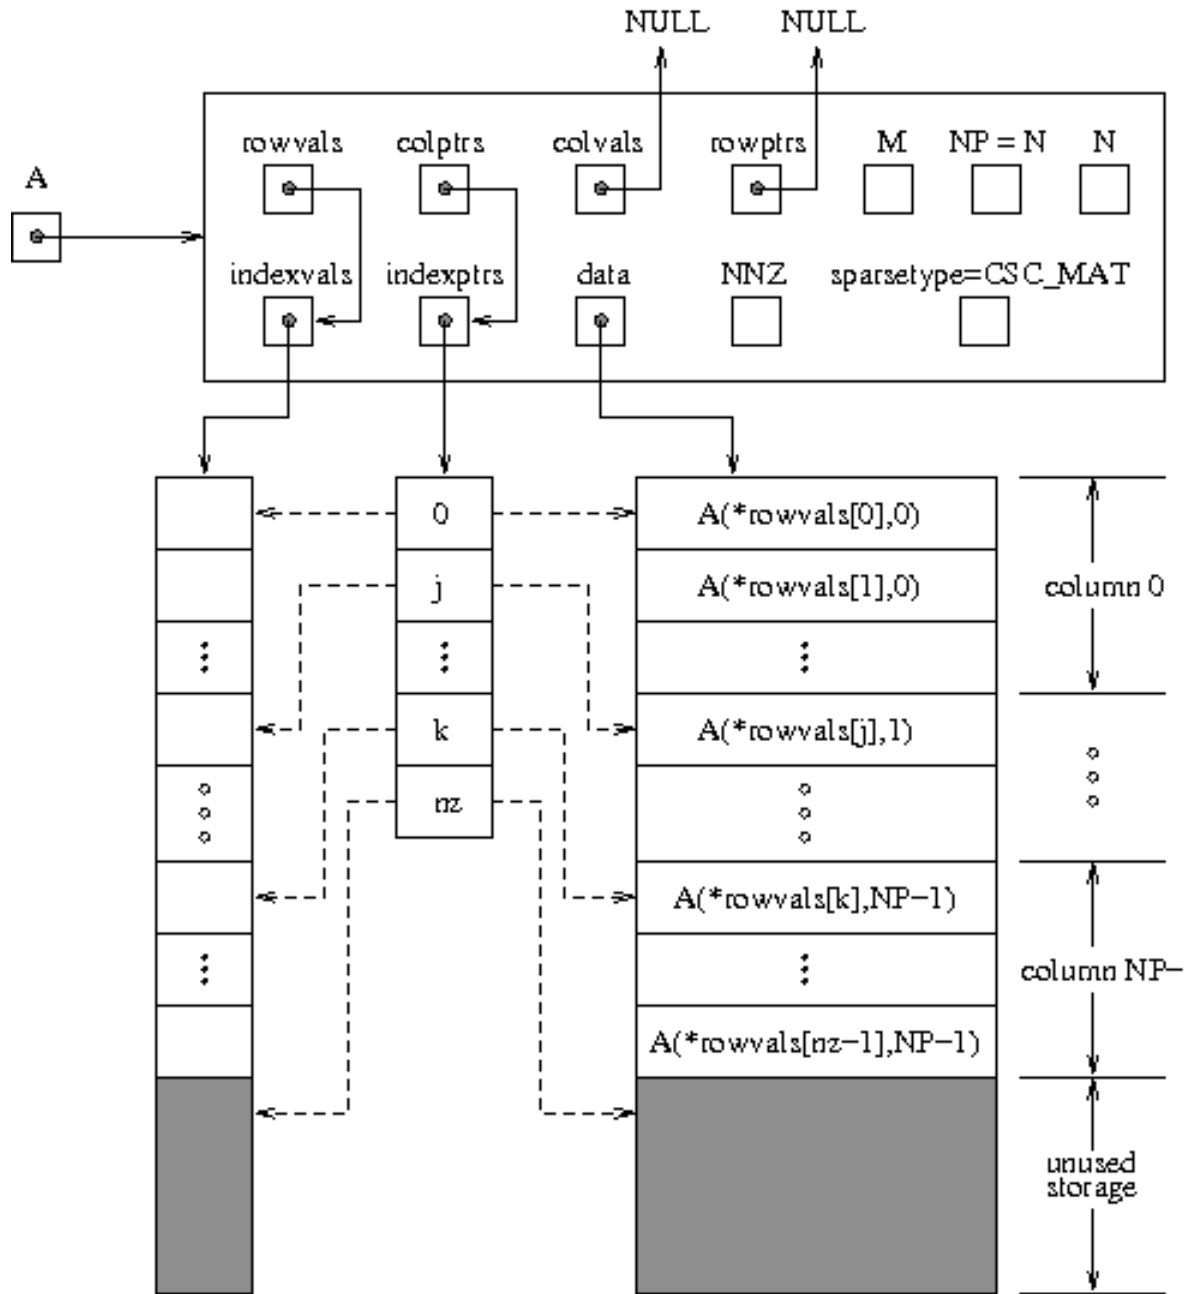 NULL NULL
rowvals colptrs colvals rowptrs M NP = N N
A
indexvals indexptrs data NNZ sparsetype=CSC_MAT
0 A(*rowvals[0],0)
j A(*rowvals[1],0) column 0
k A(*rowvals[j],1)
nz
A(*rowvals[k],NP−1)
column NP−
A(*rowvals[nz−1],NP−1)
unused
storage